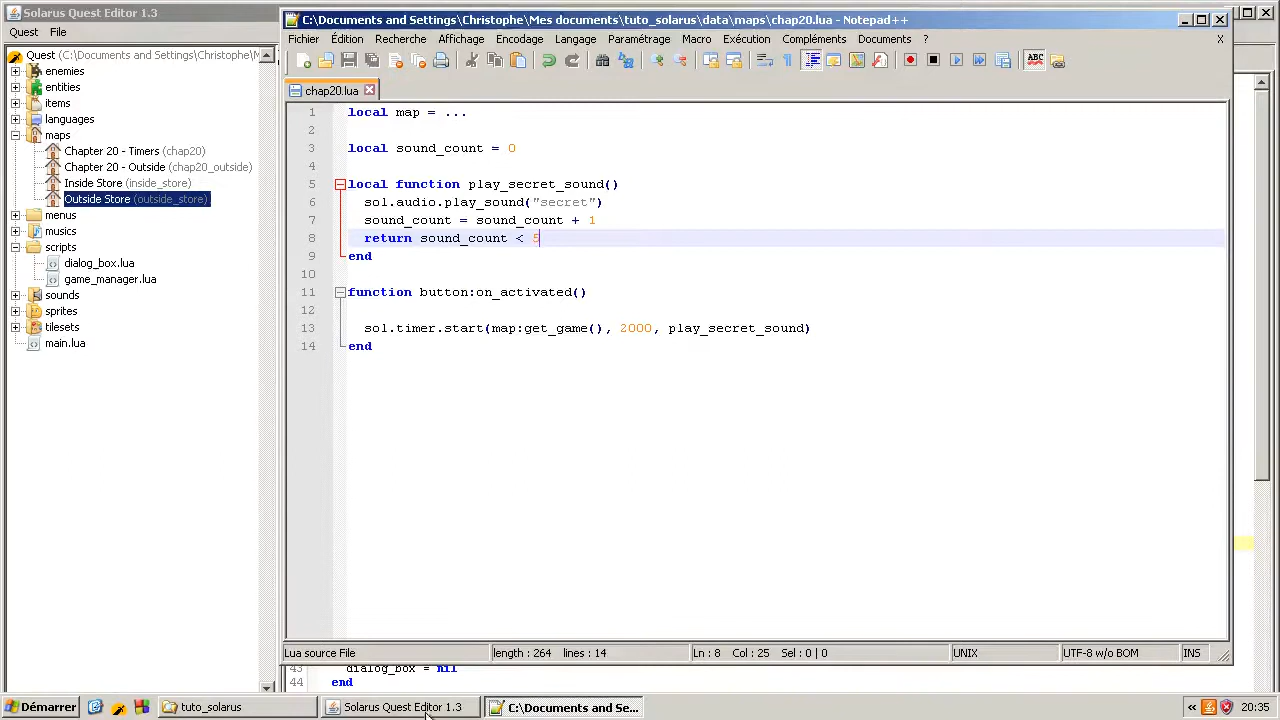 Solarus Quest Editor 1.3
Quest File
Quest (C:\Documents and Settings\Christophe\M
enemies
entities
items
languages
maps
Chapter 20 - Timers (chap20)
Chapter 20 - Outside (chap20_outside)
Inside Store (inside_store)
Outside Store (outside_store)
menus
musics
scripts
dialog_box.lua
game_manager.lua
sounds
sprites
tilesets
main.lua
C:\Documents and Settings\Christophe\Mes documents\tuto_solarus\data\maps\chap20.lua - Notepad++
Fichier Édition Recherche Affichage Encodage Langage Paramétrage Macro Exécution Compléments Documents ? X
chap20.lua
1 local map = ...
2
3 local sound_count = 0
4
5 local function play_secret_sound()
6 sol.audio.play_sound("secret")
7 sound_count = sound_count + 1
8 return sound_count < 5
9 end
10
11 function button:on_activated()
12
13 sol.timer.start(map:get_game(), 2000, play_secret_sound)
14 end
Lua source File length : 264 lines : 14 Ln : 8 Col : 25 Sel : 0 | 0 UNIX UTF-8 w/o BOM INS
43 dialog_box = nil
44 end
Démarrer tuto_solarus Solarus Quest Editor 1.3 C:\Documents and Se... « 20:35